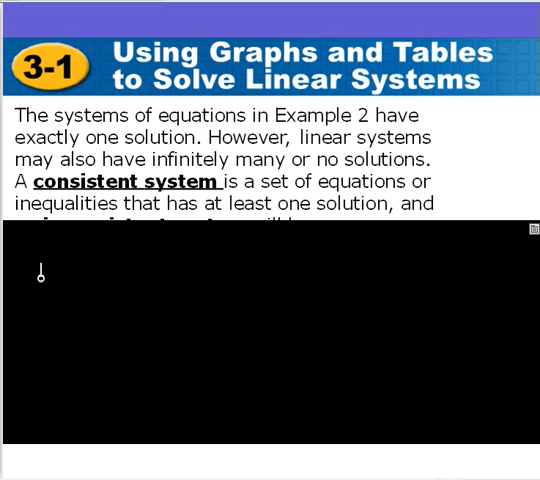 3-1
Using Graphs and Tables
to Solve Linear Systems
The systems of equations in Example 2 have
exactly one solution. However, linear systems
may also have infinitely many or no solutions.
A consistent system is a set of equations or
inequalities that has at least one solution, and